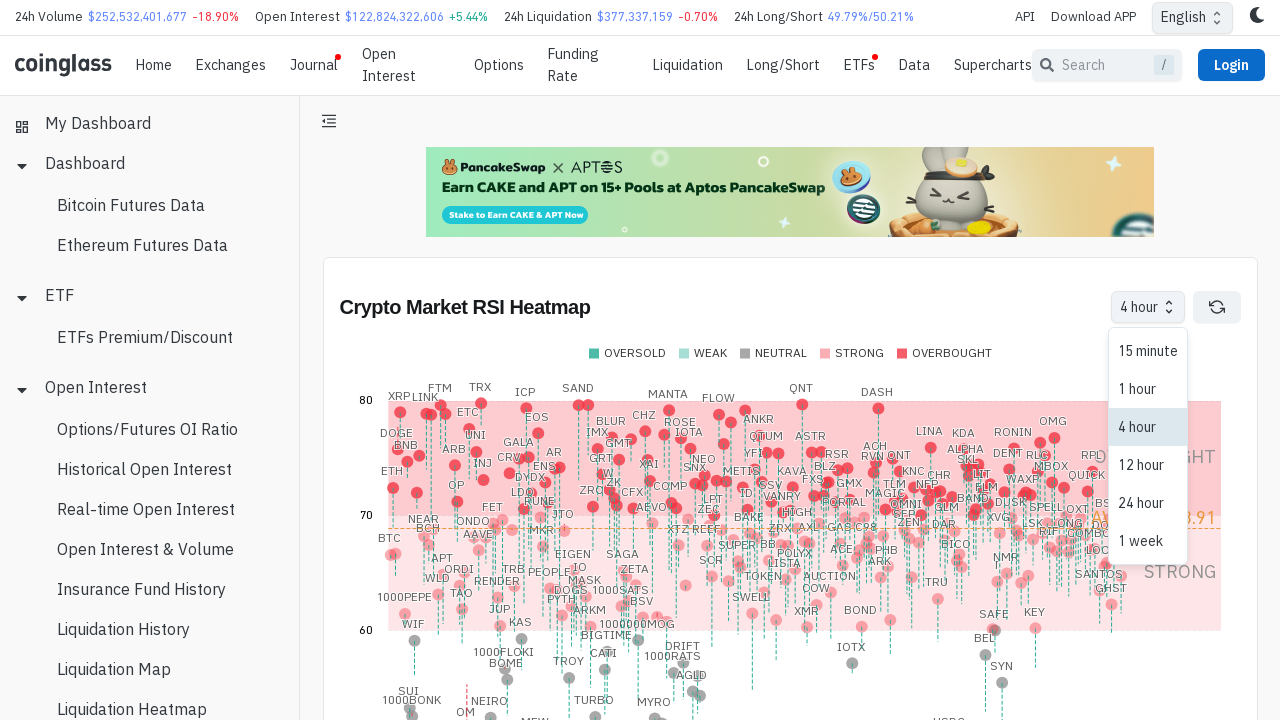 24h Volume $252,532,401,677 -18.90% Open Interest $122,824,322,606 +5.44% 24h Liquidation $377,337,159 -0.70% 24h Long/Short 49.79%/50.21% API Download APP English
coinglass Home Exchanges Journal Open Interest Options Funding Rate Liquidation Long/Short ETFs Data Supercharts Search / Login
My Dashboard
Dashboard
Bitcoin Futures Data
Ethereum Futures Data
ETF
ETFs Premium/Discount
Open Interest
Options/Futures OI Ratio
Historical Open Interest
Real-time Open Interest
Open Interest & Volume
Insurance Fund History
Liquidation History
Liquidation Map
Liquidation Heatmap
PancakeSwap X APTOS
Earn CAKE and APT on 15+ Pools at Aptos PancakeSwap
Stake to Earn CAKE & APT Now
Crypto Market RSI Heatmap
4 hour
15 minute
1 hour
4 hour
12 hour
24 hour
1 week
OVERSOLD WEAK NEUTRAL STRONG OVERBOUGHT
80
70
60
XRP LINK FTM TRX ICP SAND MANTA FLOW QNT DASH
ETC EOS BLUR CHZ ROSE ANKR OMG
DOGE BNB UNI GALA IMX GMT IOTA QTUM ASTR LINA KDA RONIN
ARB CRV AR GRT YFI RSR ACH RVN ONT ALPHA DENT RLC RPL
ETH INJ ENS XAI NEO SNX METIS KAVA BLZ KNC SKL MBOX
OP DYDX ZK COMP CSV FXS GMX TLM CHR LIT WAXP QUICK
LDO RUNE ZRO CFX LPT ID VANRY PORTAL MAGIC NFP FLM BAND DUSK
FET JTO AEVO ZEC BAKE HIGH OMNI GLM SPELL OXT
NEAR BCH ONDO MKR XTZ REEF ZRX AXL GAS ZEN DAR XVG LSK
BTC AAVE SUPER BB ACE BICO
APT EIGEN SAGA SCR POLYX PHB NMR
WLD ORDI TRB PEOPLE IO ZETA TOKEN LISTA ARK SANTOS
TAO RENDER MASK 1000SATS AUCTION TRU GHST
1000PEPE JUP PYTH DOGS BSV SWELL COW
WIF KAS ARKM 1000000MOG XMR BOND SAFE KEY
BIGTIME BEL
1000FLOKI CATI DRIFT IOTX
BOME TROY 1000RATS SYN
AGLD
SUI
1000BONK NEIRO TURBO MYRO
OM
STRONG